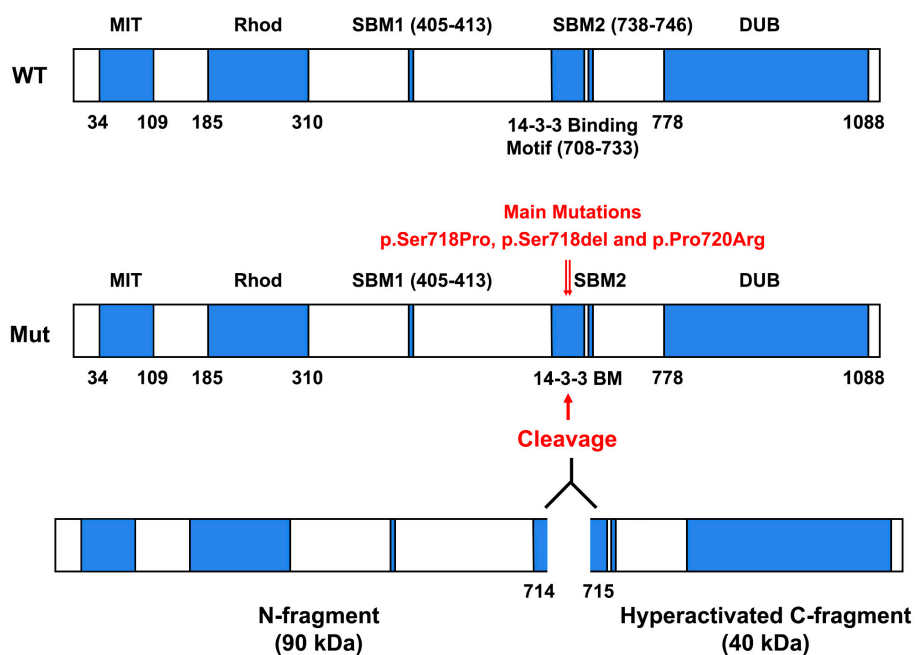 MIT Rhod SBM1 (405-413) SBM2 (738-746) DUB
WT
34 109 185 310 14-3-3 Binding 778 1088
Motif (708-733)
Main Mutations
p.Ser718Pro, p.Ser718del and p.Pro720Arg
MIT Rhod SBM1 (405-413) SBM2 DUB
Mut
34 109 185 310 14-3-3 BM 778 1088
Cleavage
714 715
N-fragment Hyperactivated C-fragment
(90 kDa) (40 kDa)